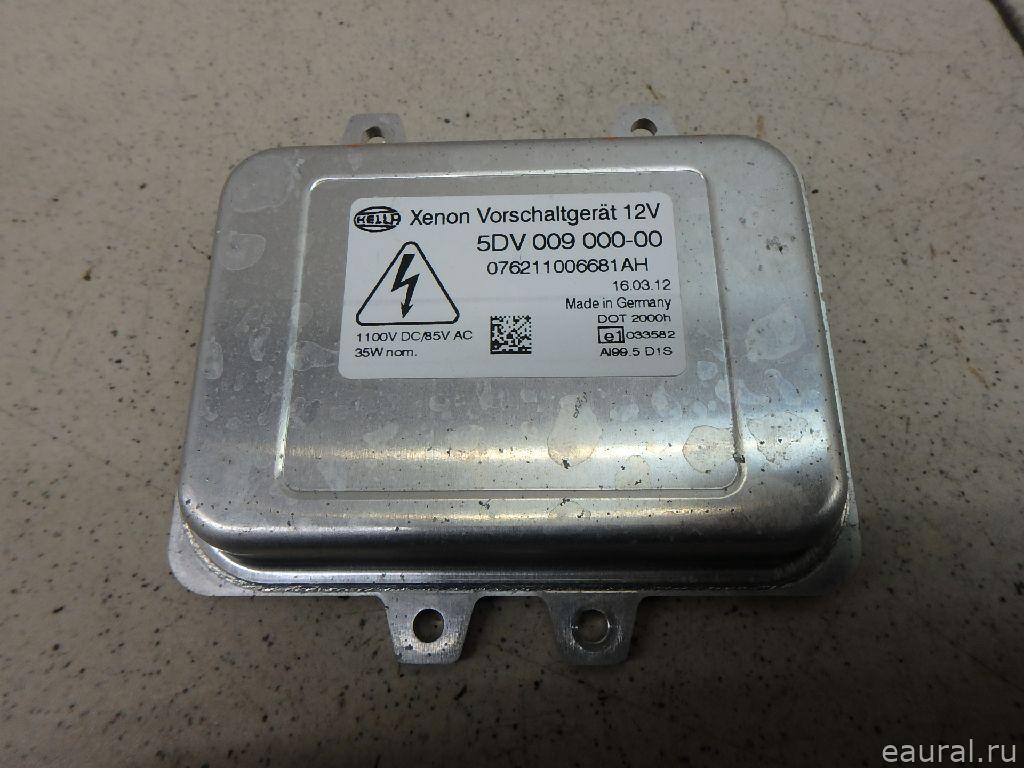 HELLA Xenon Vorschaltgerät 12V
5DV 009 000-00
076211006681AH
16.03.12
Made in Germany
DOT 2000h
1100V DC/85V AC
e1 033582
35W nom.
Al99.5 D1S
eaural.ru